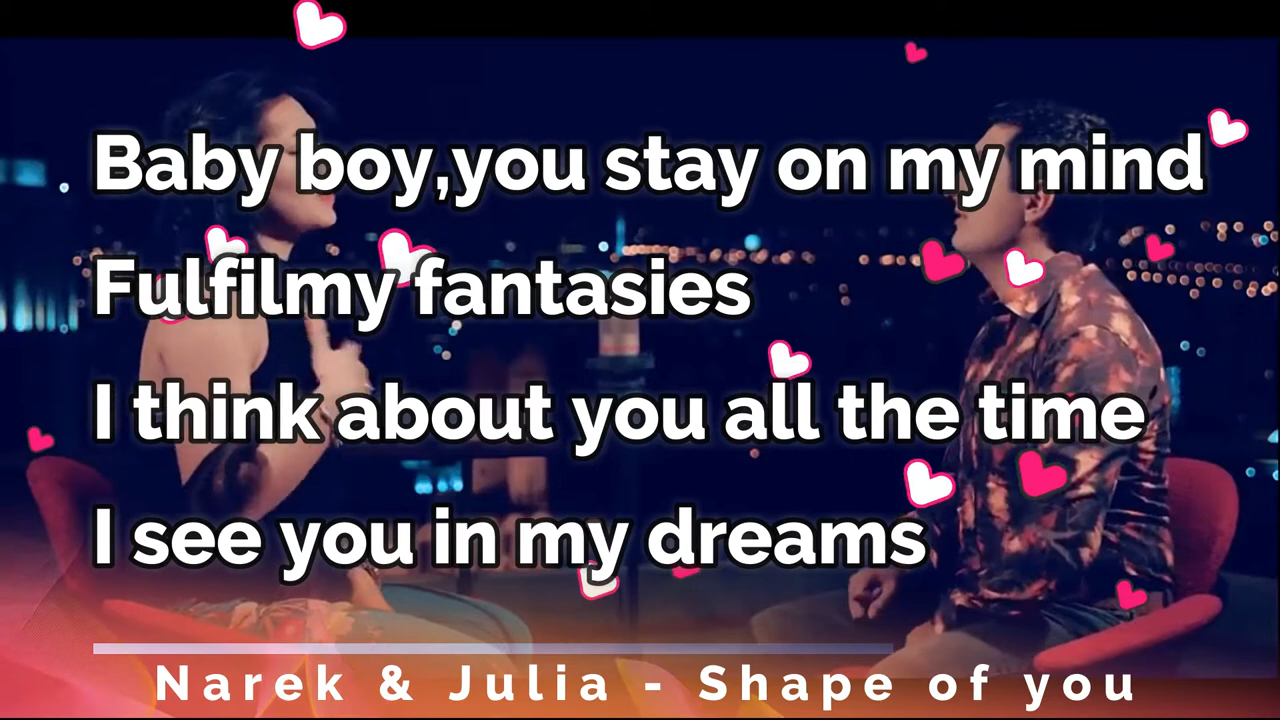 Baby boy,you stay on my mind
Fulfilmy fantasies
I think about you all the time
I see you in my dreams
Narek & Julia - Shape of you